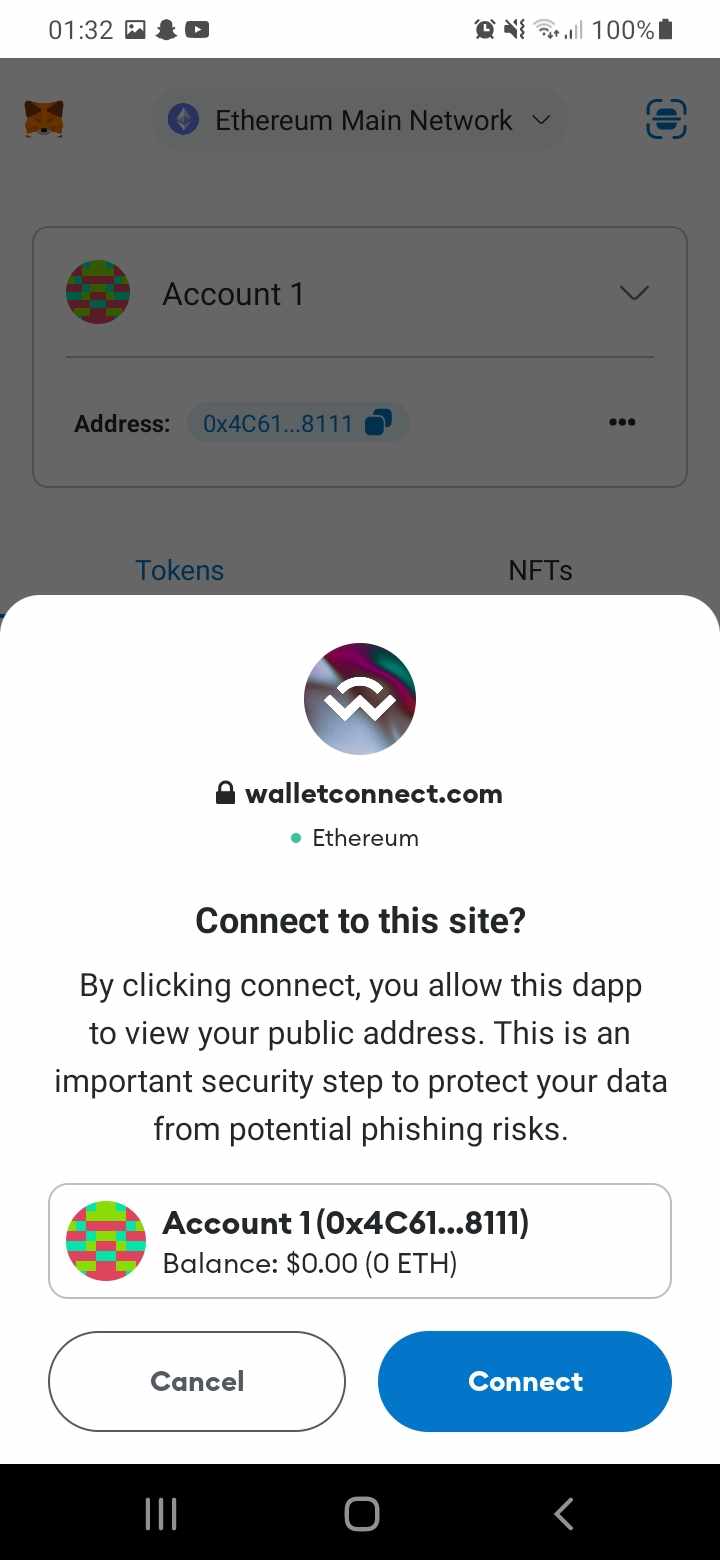 01:32
100%
Ethereum Main Network
Account 1
Address: 0x4C61...8111
Tokens
NFTs
walletconnect.com
Ethereum
Connect to this site?
By clicking connect, you allow this dapp
to view your public address. This is an
important security step to protect your data
from potential phishing risks.
Account 1 (0x4C61...8111)
Balance: $0.00 (0 ETH)
Cancel
Connect